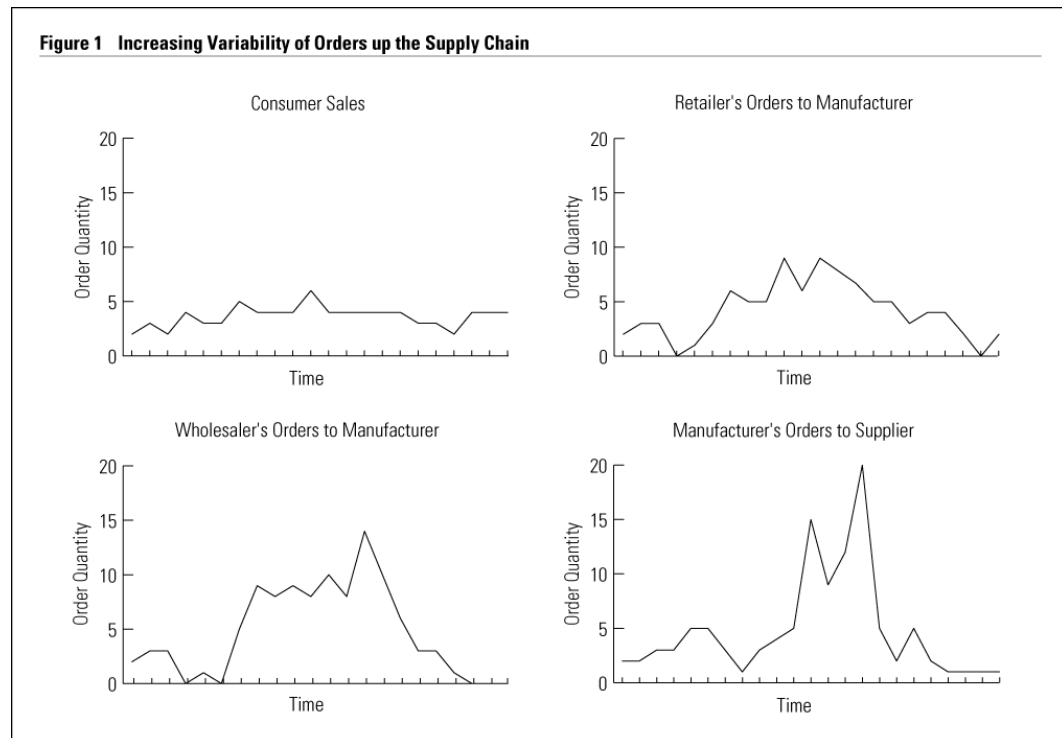 Figure 1 Increasing Variability of Orders up the Supply Chain
Consumer Sales
20
15
10
5
0
Order Quantity
Time
Retailer's Orders to Manufacturer
20
15
10
5
0
Order Quantity
Time
Wholesaler's Orders to Manufacturer
20
15
10
5
0
Order Quantity
Time
Manufacturer's Orders to Supplier
20
15
10
5
0
Order Quantity
Time